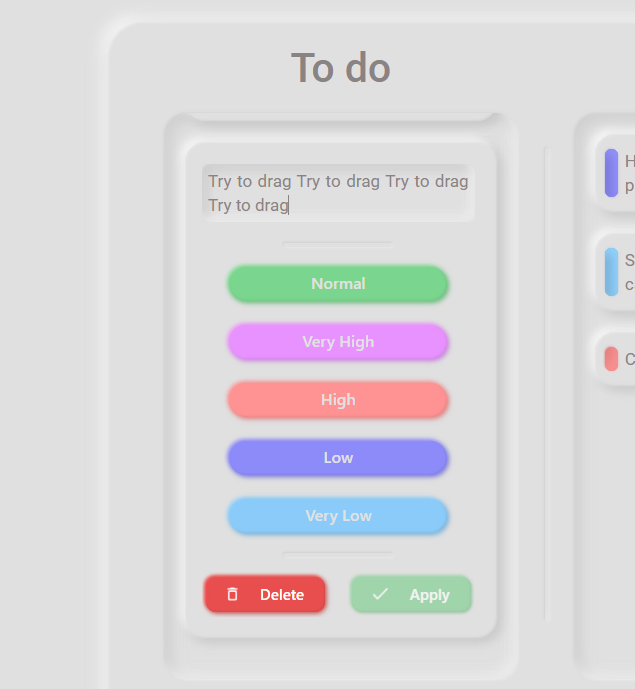 To do
Try to drag Try to drag Try to drag
Try to drag
Normal
Very High
High
Low
Very Low
Delete
Apply